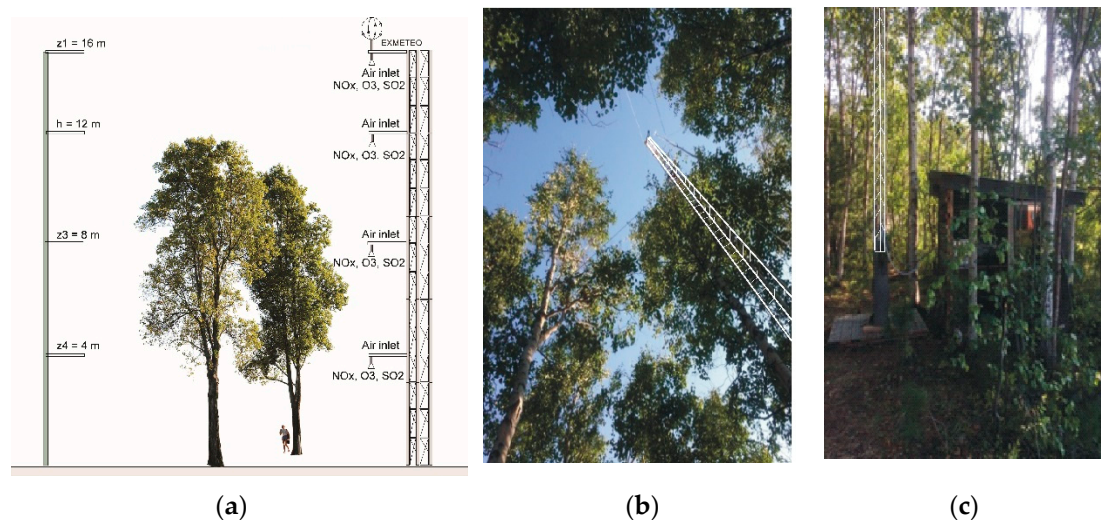 z1 = 16 m
EXMETEO
Air inlet
NOx, O3, SO2
h = 12 m
Air inlet
NOx, O3. SO2
z3 = 8 m
Air inlet
NOx, O3, SO2
z4 = 4 m
Air inlet
NOx, O3, SO2
(a)
(b)
(c)